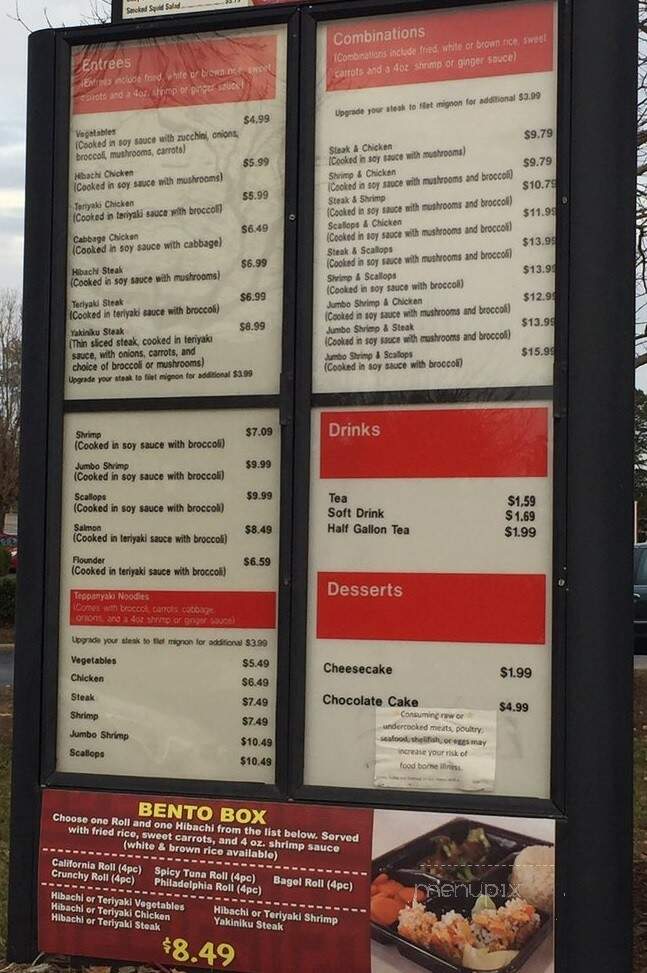 Smoked Squid Salad
Entrees
(Entrees include fried, white or brown rice, sweet
carrots and a 4oz. shrimp or ginger sauce)
Vegetables $4.99
(Cooked in soy sauce with zucchini, onions,
broccoli, mushrooms, carrots)
Hibachi Chicken $5.99
(Cooked in soy sauce with mushrooms)
Teriyaki Chicken $5.99
(Cooked in teriyaki sauce with broccoli)
Cabbage Chicken $6.49
(Cooked in soy sauce with cabbage)
Hibachi Steak $6.99
(Cooked in soy sauce with mushrooms)
Teriyaki Steak $6.99
(Cooked in teriyaki sauce with broccoli)
Yakiniku Steak $8.99
(Thin sliced steak, cooked in teriyaki
sauce, with onions, carrots, and
choice of broccoli or mushrooms)
Upgrade your steak to filet mignon for additional $3.99
Shrimp $7.09
(Cooked in soy sauce with broccoli)
Jumbo Shrimp $9.99
(Cooked in soy sauce with broccoli)
Scallops $9.99
(Cooked in soy sauce with broccoli)
Salmon $8.49
(Cooked in teriyaki sauce with broccoli)
Flounder $6.59
(Cooked in teriyaki sauce with broccoli)
Teppanyaki Noodles
(Comes with broccoli, carrots, cabbage,
onions, and a 4oz shrimp or ginger sauce)
Upgrade your steak to filet mignon for additional $3.99
Vegetables $5.49
Chicken $6.49
Steak $7.49
Shrimp $7.49
Jumbo Shrimp $10.49
Scallops $10.49
Combinations
(Combinations include fried, white or brown rice, sweet
carrots and a 4oz shrimp or ginger sauce)
Upgrade your steak to filet mignon for additional $3.99
Steak & Chicken $9.79
(Cooked in soy sauce with mushrooms)
Shrimp & Chicken $9.79
(Cooked in soy sauce with mushrooms and broccoli)
Steak & Shrimp $10.79
(Cooked in soy sauce with mushrooms and broccoli)
Scallops & Chicken $11.99
(Cooked in soy sauce with mushrooms and broccoli)
Steak & Scallops $13.99
(Cooked in soy sauce with mushrooms and broccoli)
Shrimp & Scallops $13.99
(Cooked in soy sauce with broccoli)
Jumbo Shrimp & Chicken $12.99
(Cooked in soy sauce with mushrooms and broccoli)
Jumbo Shrimp & Steak $13.99
(Cooked in soy sauce with mushrooms and broccoli)
Jumbo Shrimp & Scallops $15.99
(Cooked in soy sauce with broccoli)
Drinks
Tea $1.59
Soft Drink $1.69
Half Gallon Tea $1.99
Desserts
Cheesecake $1.99
Chocolate Cake $4.99
Consuming raw or
undercooked meats, poultry,
seafood, shellfish, or eggs may
increase your risk of
food borne illness.
BENTO BOX
Choose one Roll and one Hibachi from the list below. Served
with fried rice, sweet carrots, and 4 oz. shrimp sauce
(white & brown rice available)
California Roll (4pc) Spicy Tuna Roll (4pc) Bagel Roll (4pc)
Crunchy Roll (4pc) Philadelphia Roll (4pc)
Hibachi or Teriyaki Vegetables
Hibachi or Teriyaki Chicken Hibachi or Teriyaki Shrimp
Hibachi or Teriyaki Steak Yakiniku Steak
$8.49
menupix